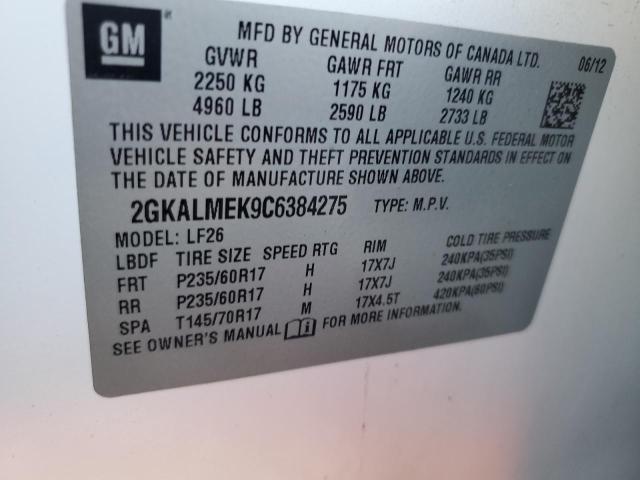 GM
MFD BY GENERAL MOTORS OF CANADA LTD.
06/12
GVWR GAWR FRT GAWR RR
2250 KG 1175 KG 1240 KG
4960 LB 2590 LB 2733 LB
THIS VEHICLE CONFORMS TO ALL APPLICABLE U.S. FEDERAL MOTOR
VEHICLE SAFETY AND THEFT PREVENTION STANDARDS IN EFFECT ON
THE DATE OF MANUFACTURE SHOWN ABOVE.
2GKALMEK9C6384275 TYPE: M.P.V.
MODEL: LF26
LBDF TIRE SIZE SPEED RTG RIM COLD TIRE PRESSURE
FRT P235/60R17 H 17X7J 240KPA(35PSI)
RR P235/60R17 H 17X7J 240KPA(35PSI)
SPA T145/70R17 M 17X4.5T 420KPA(60PSI)
SEE OWNER'S MANUAL i FOR MORE INFORMATION.